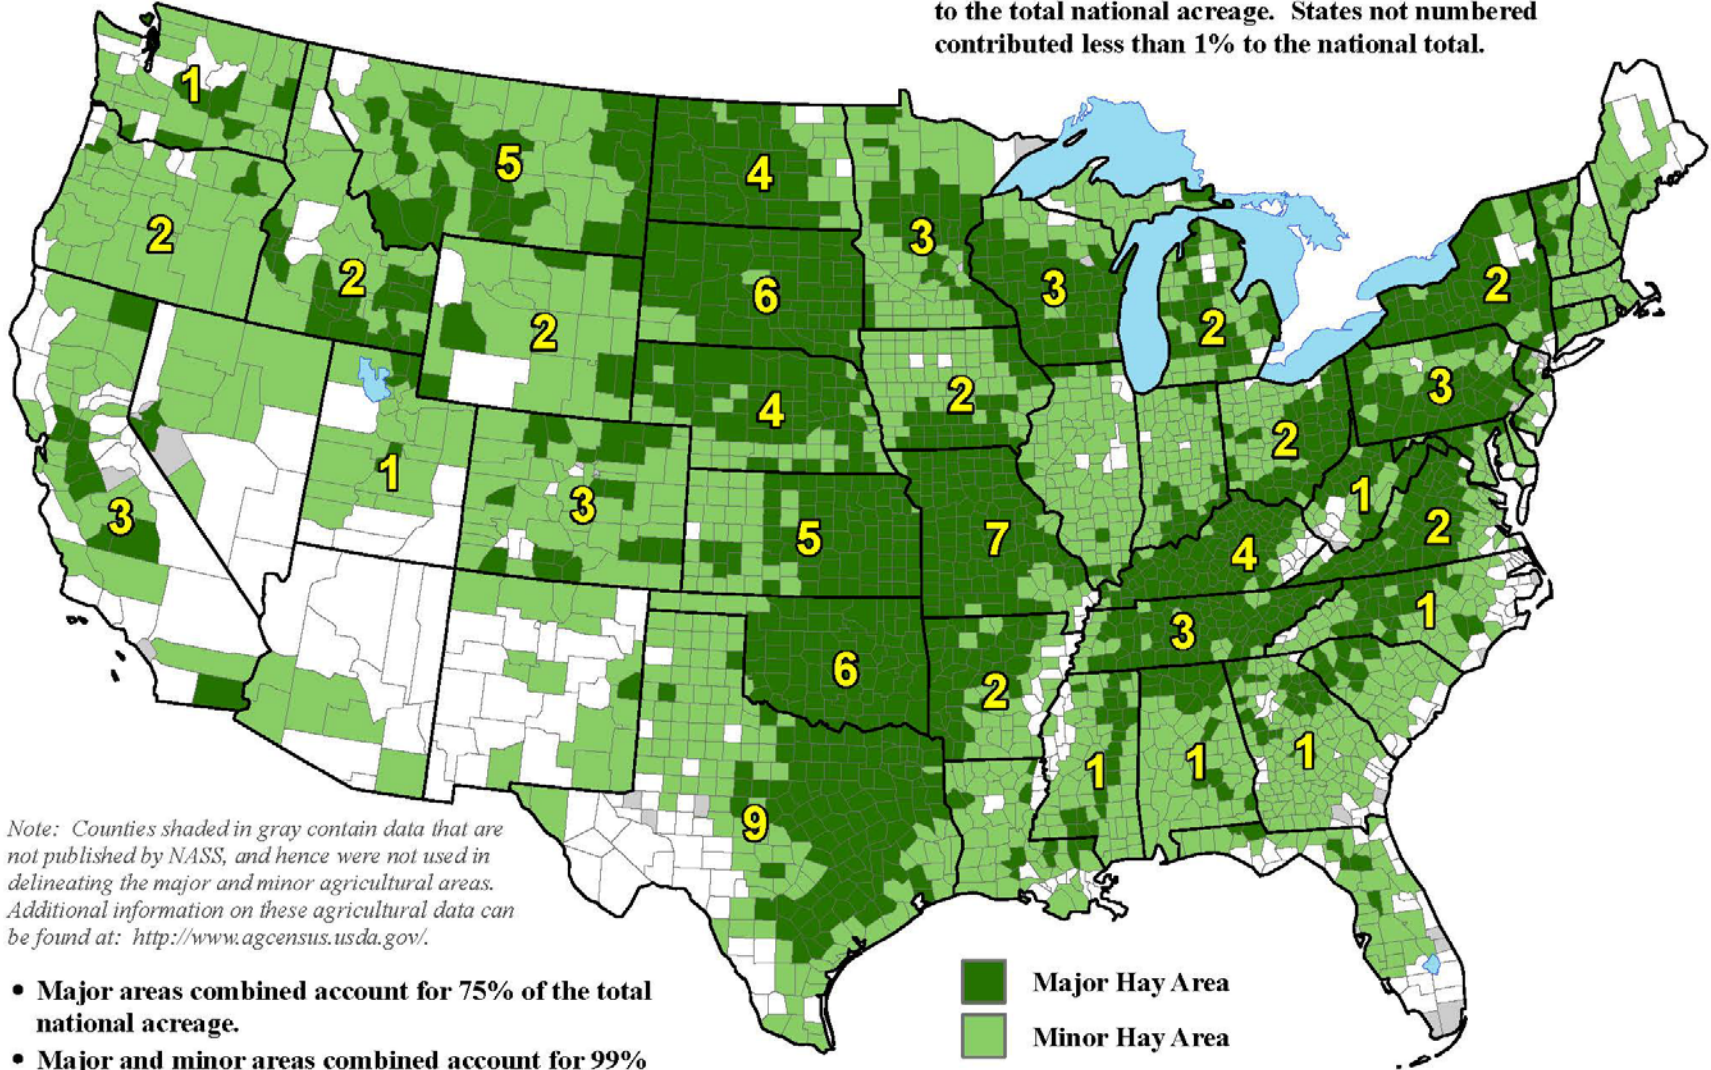 to the total national acreage.  States not numbered
contributed less than 1% to the national total.
1
5
4
2
3
2
6
3
2
2
2
2
4
2
3
1
3
3
5
7
2
1
2
4
3
1
6
2
1
1
1
9
Note:  Counties shaded in gray contain data that are
not published by NASS, and hence were not used in
delineating the major and minor agricultural areas.
Additional information on these agricultural data can
be found at:  http://www.agcensus.usda.gov/.
• Major areas combined account for 75% of the total
national acreage.
• Major and minor areas combined account for 99%
Major Hay Area
Minor Hay Area